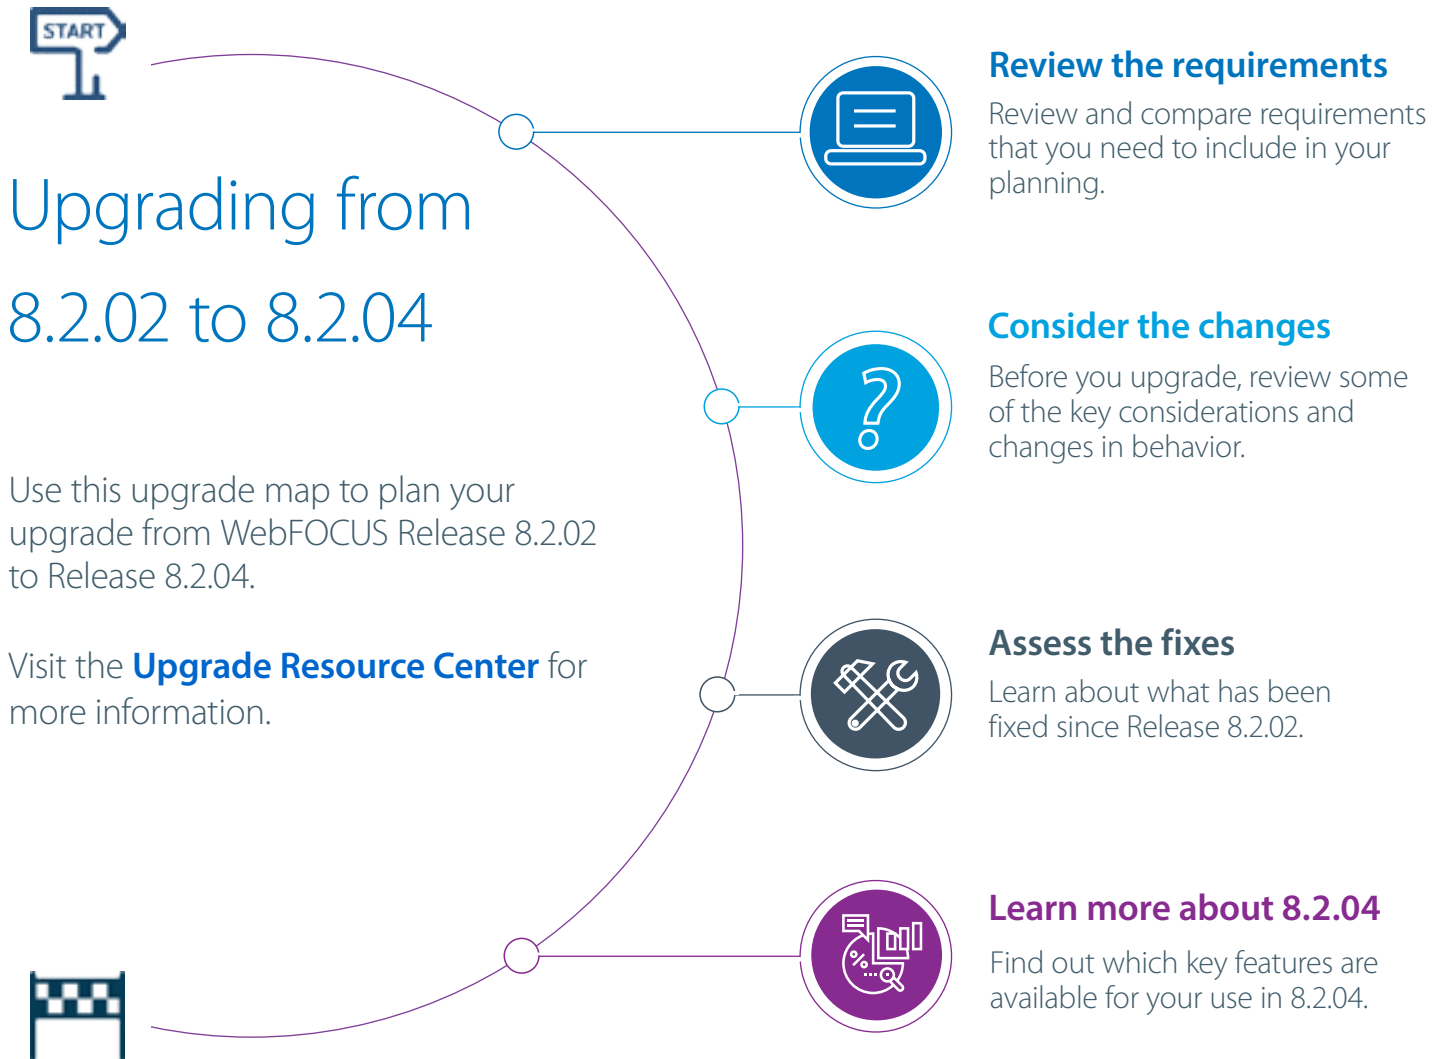 START
Upgrading from
8.2.02 to 8.2.04
Use this upgrade map to plan your
upgrade from WebFOCUS Release 8.2.02
to Release 8.2.04.
Visit the Upgrade Resource Center for
more information.
Review the requirements
Review and compare requirements
that you need to include in your
planning.
Consider the changes
Before you upgrade, review some
of the key considerations and
changes in behavior.
?
Assess the fixes
Learn about what has been
fixed since Release 8.2.02.
Learn more about 8.2.04
Find out which key features are
available for your use in 8.2.04.
%